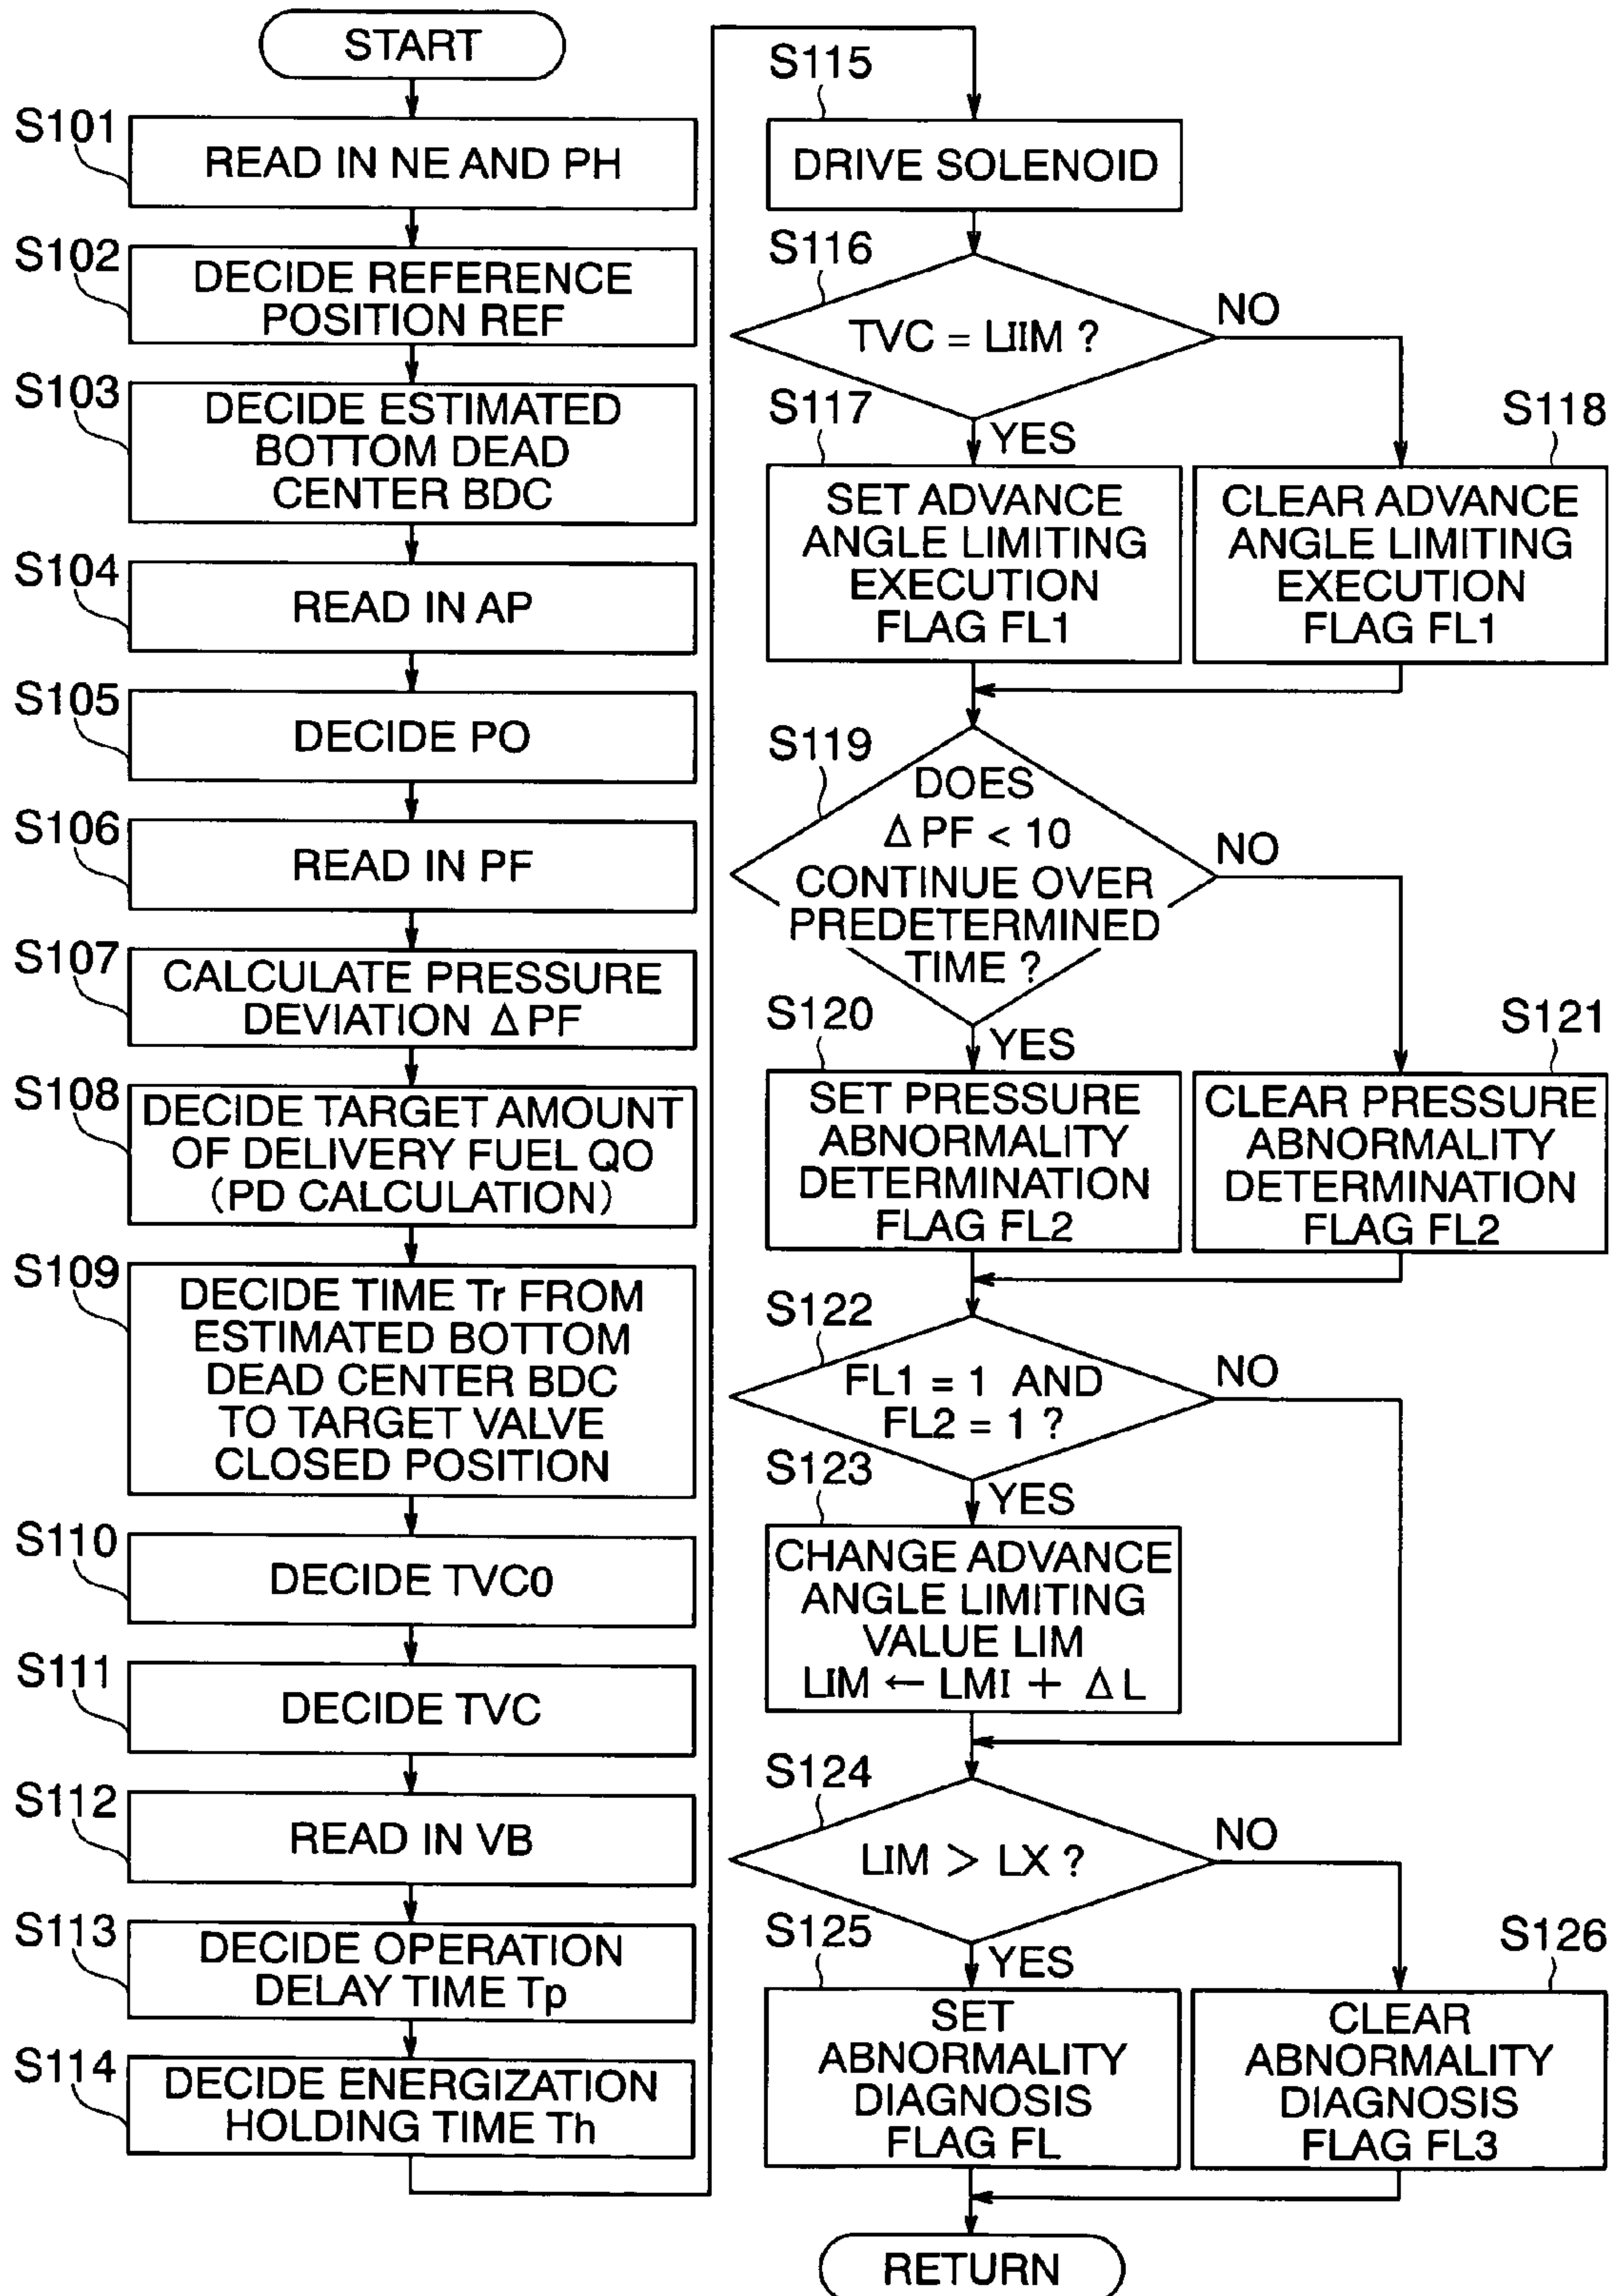 START
S101
READ IN NE AND PH
S102
DECIDE REFERENCE
POSITION REF
S103
DECIDE ESTIMATED
BOTTOM DEAD
CENTER BDC
S104
READ IN AP
S105
DECIDE PO
S106
READ IN PF
S107
CALCULATE PRESSURE
DEVIATION Δ PF
S108
DECIDE TARGET AMOUNT
OF DELIVERY FUEL QO
(PD CALCULATION)
S109
DECIDE TIME Tr FROM
ESTIMATED BOTTOM
DEAD CENTER BDC
TO TARGET VALVE
CLOSED POSITION
S110
DECIDE TVC0
S111
DECIDE TVC
S112
READ IN VB
S113
DECIDE OPERATION
DELAY TIME Tp
S114
DECIDE ENERGIZATION
HOLDING TIME Th
S115
DRIVE SOLENOID
S116
TVC = LIIM ?
NO
YES
S117
SET ADVANCE
ANGLE LIMITING
EXECUTION
FLAG FL1
S118
CLEAR ADVANCE
ANGLE LIMITING
EXECUTION
FLAG FL1
S119
DOES
Δ PF < 10
CONTINUE OVER
PREDETERMINED
TIME ?
NO
YES
S120
SET PRESSURE
ABNORMALITY
DETERMINATION
FLAG FL2
S121
CLEAR PRESSURE
ABNORMALITY
DETERMINATION
FLAG FL2
S122
FL1 = 1 AND
FL2 = 1 ?
NO
YES
S123
CHANGE ADVANCE
ANGLE LIMITING
VALUE LIM
LIM ← LMI + Δ L
S124
LIM > LX ?
NO
YES
S125
SET
ABNORMALITY
DIAGNOSIS
FLAG FL
S126
CLEAR
ABNORMALITY
DIAGNOSIS
FLAG FL3
RETURN